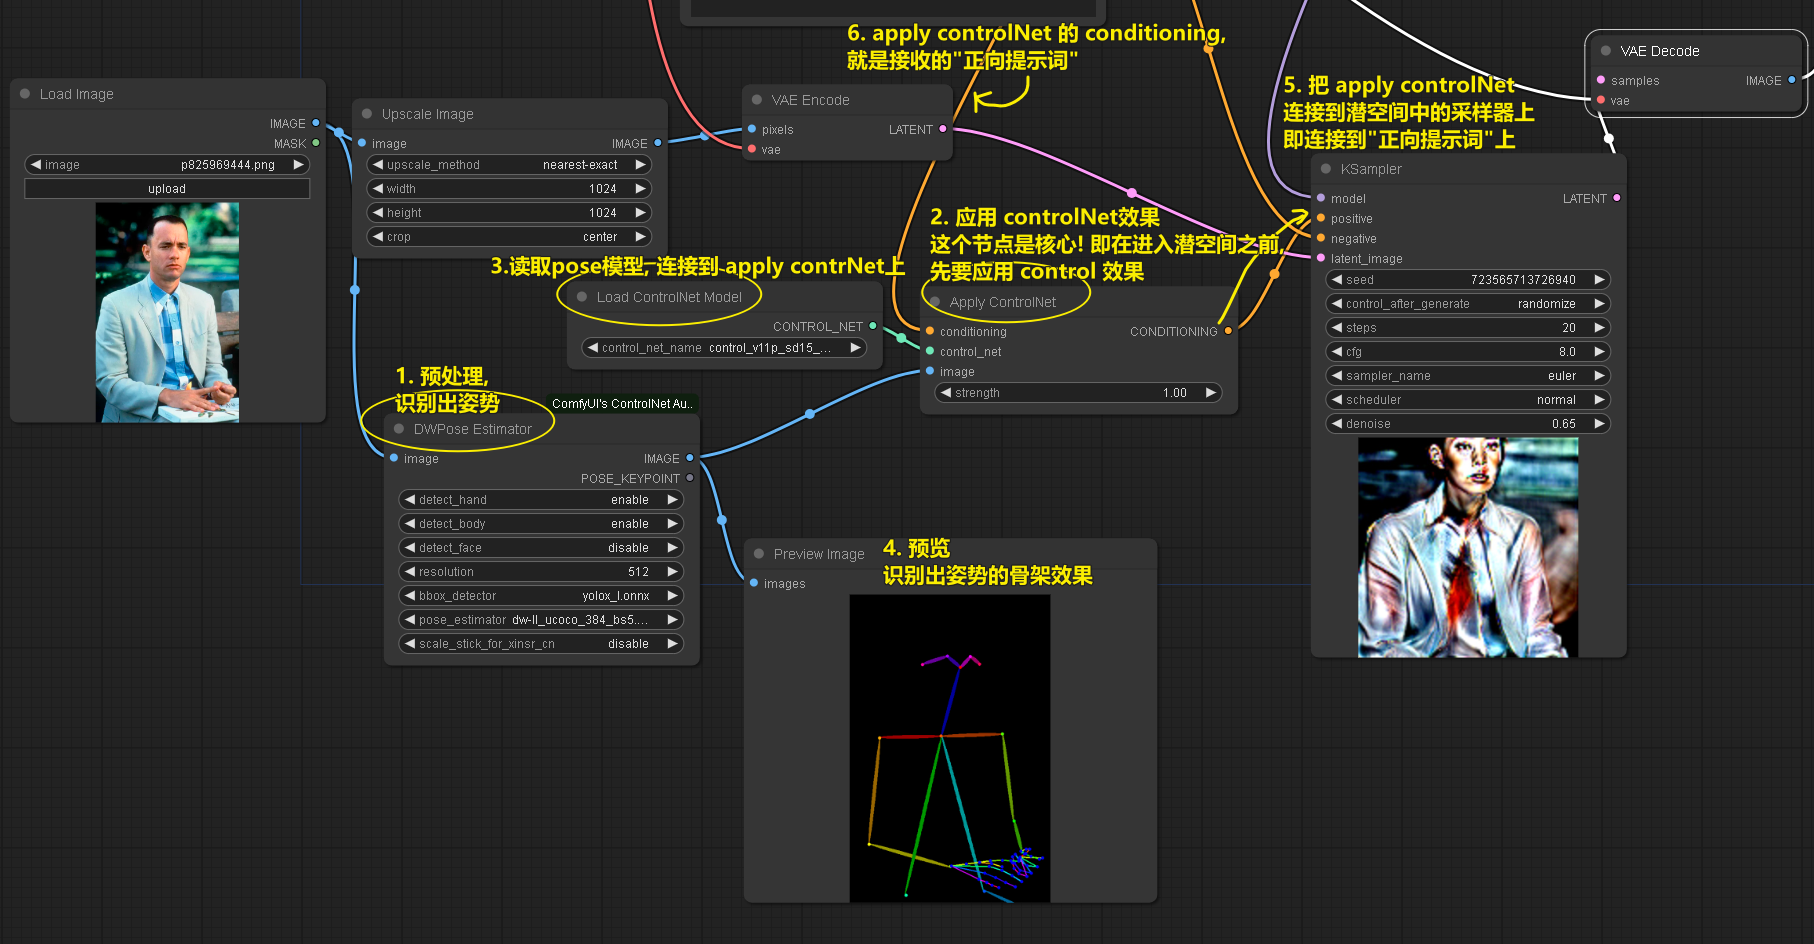 6. apply controlNet 的 conditioning,
就是接收的"正向提示词"
VAE Decode
samples
IMAGE
vae
5. 把 apply controlNet
连接到潜空间中的采样器上
即连接到"正向提示词"上
Load Image
IMAGE
MASK
image
p825969444.png
upload
Upscale Image
image
IMAGE
upscale_method
nearest-exact
width
1024
height
1024
crop
center
VAE Encode
pixels
LATENT
vae
KSampler
model
LATENT
positive
negative
latent_image
seed
723565713726940
control_after_generate
randomize
steps
20
cfg
8.0
sampler_name
euler
scheduler
normal
denoise
0.65
2. 应用 controlNet效果
这个节点是核心! 即在进入潜空间之前,
先要应用 control 效果
3.读取pose模型, 连接到 apply contrNet上
Load ControlNet Model
CONTROL_NET
control_net_name
control_v11p_sd15_...
Apply ControlNet
conditioning
CONDITIONING
control_net
image
strength
1.00
1. 预处理,
识别出姿势
ComfyUI's ControlNet Au..
DWPose Estimator
image
IMAGE
POSE_KEYPOINT
detect_hand
enable
detect_body
enable
detect_face
disable
resolution
512
bbox_detector
yolox_l.onnx
pose_estimator
dw-ll_ucoco_384_bs5....
scale_stick_for_xinsr_cn
disable
Preview Image
images
4. 预览
识别出姿势的骨架效果